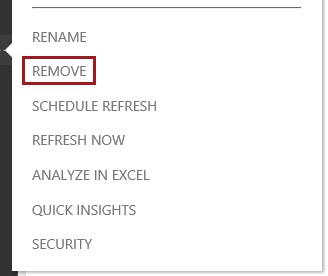 RENAME
REMOVE
SCHEDULE REFRESH
REFRESH NOW
ANALYZE IN EXCEL
QUICK INSIGHTS
SECURITY